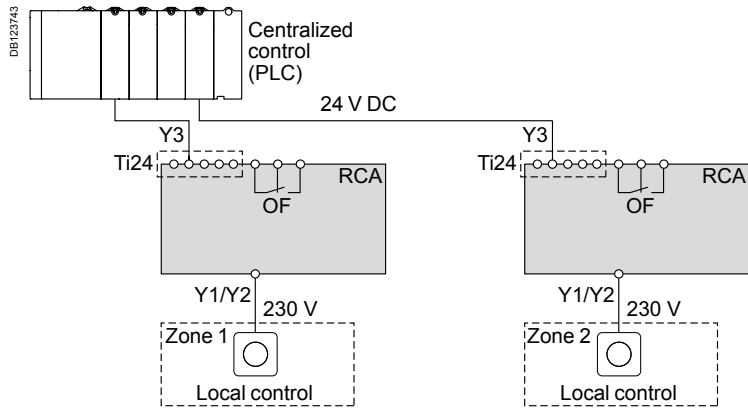 DB123743
Centralized
control
(PLC)
24 V DC
Y3
Y3
Ti24
RCA
Ti24
RCA
OF
OF
Y1/Y2
230 V
Y1/Y2
230 V
Zone 1
Zone 2
Local control
Local control